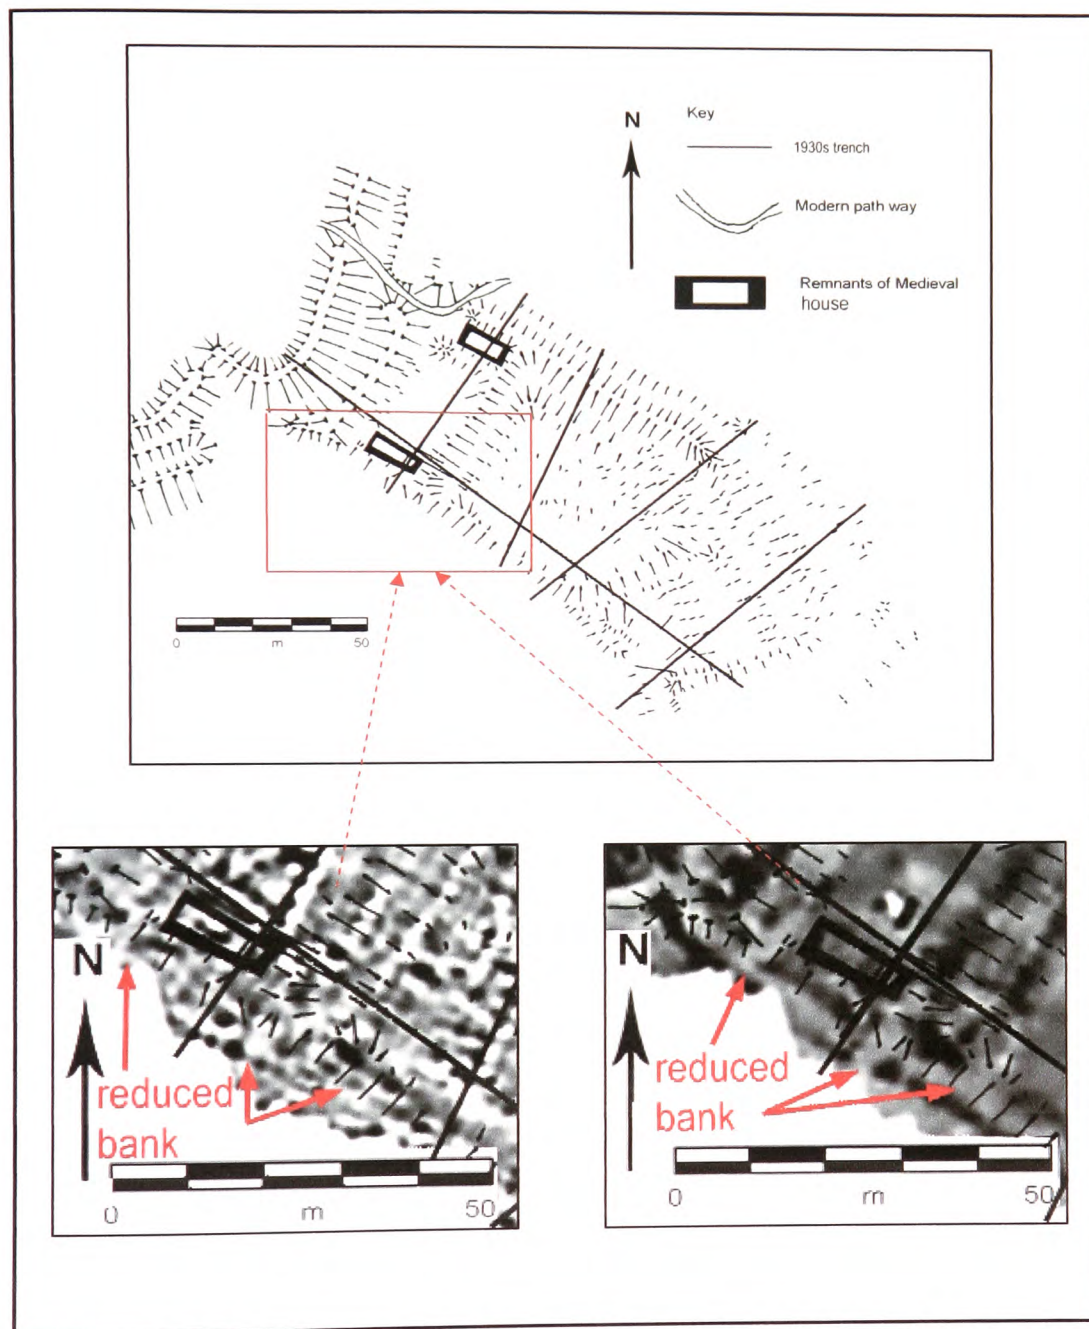 N
Key
1930s trench
Modern path way
Remnants of Medieval
house
0 m 50
N
reduced
bank
0 m 50
N
reduced
bank
0 m 50